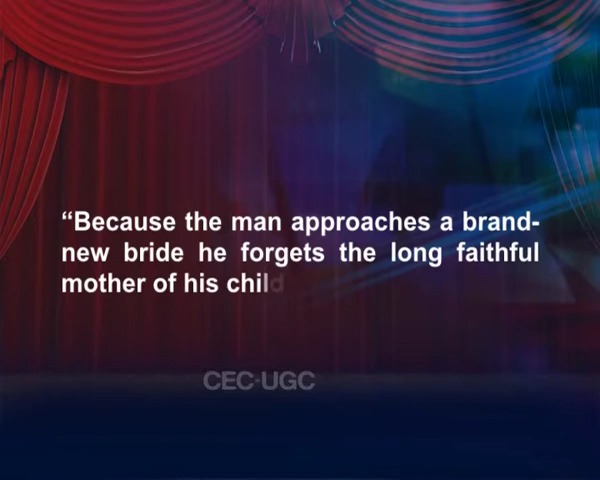 “Because the man approaches a brand-
new bride he forgets the long faithful
mother of his child
CEC-UGC